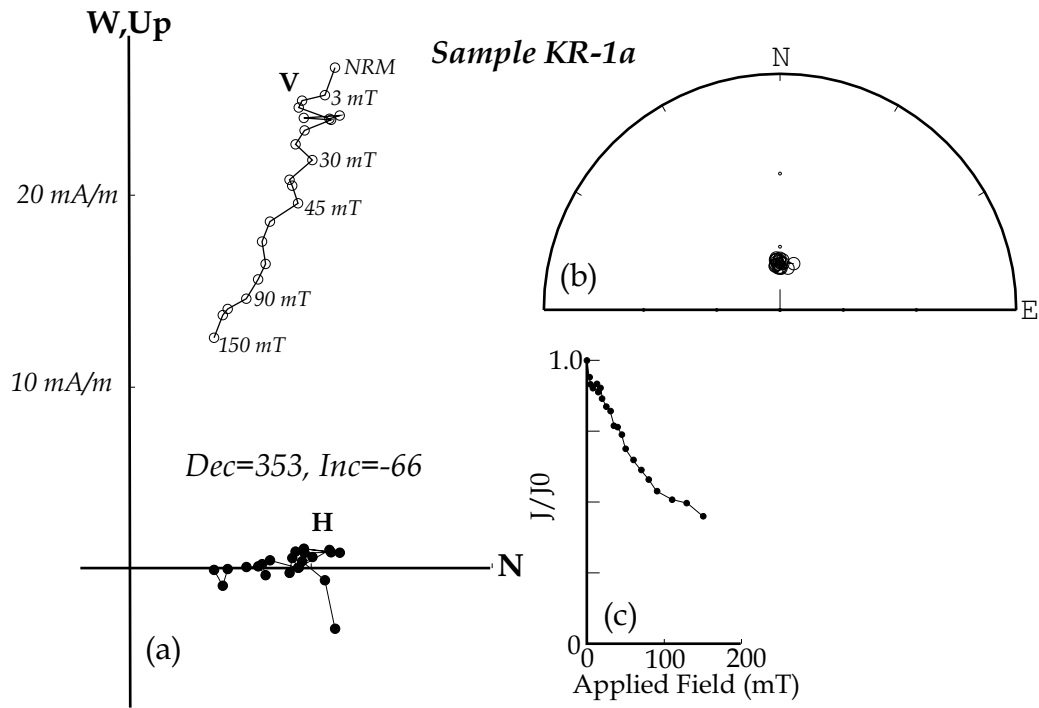 W,Up
Sample KR-1a
V
NRM
3 mT
30 mT
20 mA/m
45 mT
90 mT
150 mT
10 mA/m
Dec=353, Inc=-66
H
N
(a)
N
(b)
E
1.0
J/J0
(c)
0
0
100
200
Applied Field (mT)